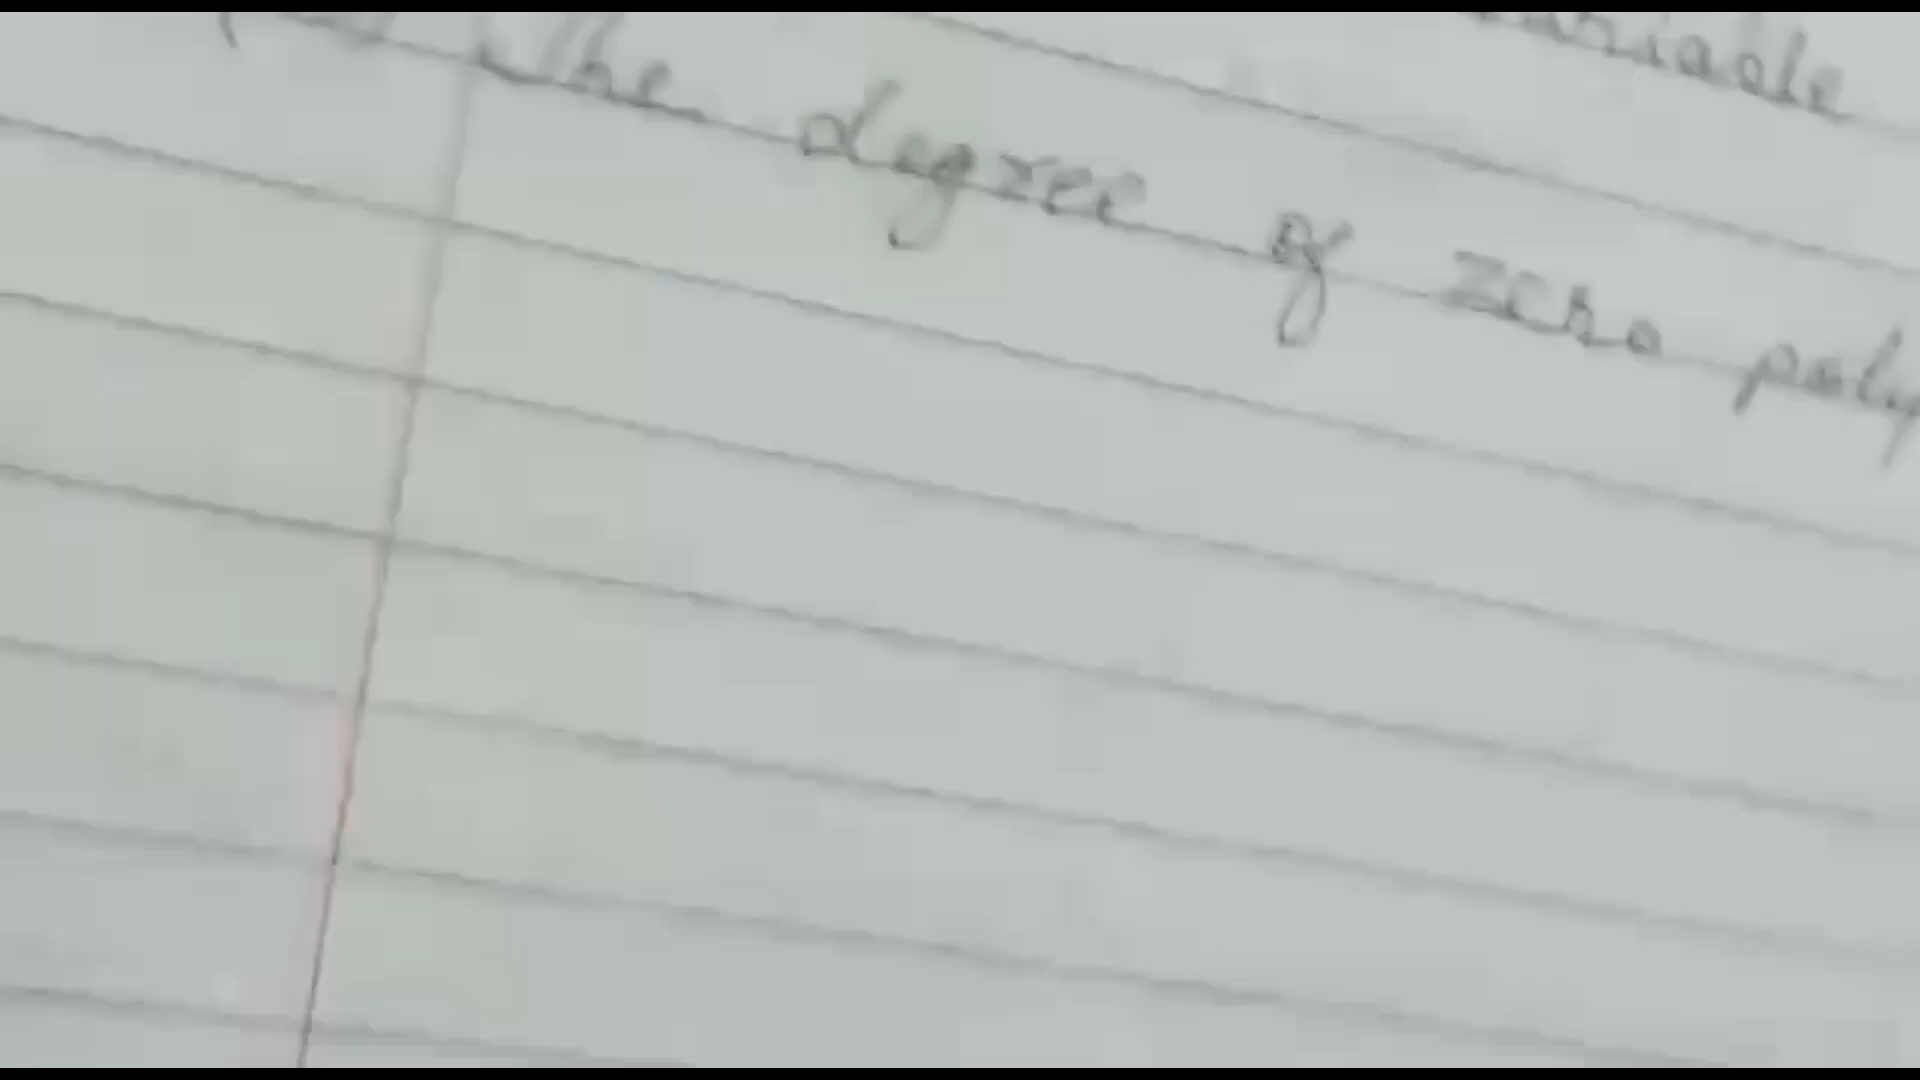 variable
The degree of zero poly